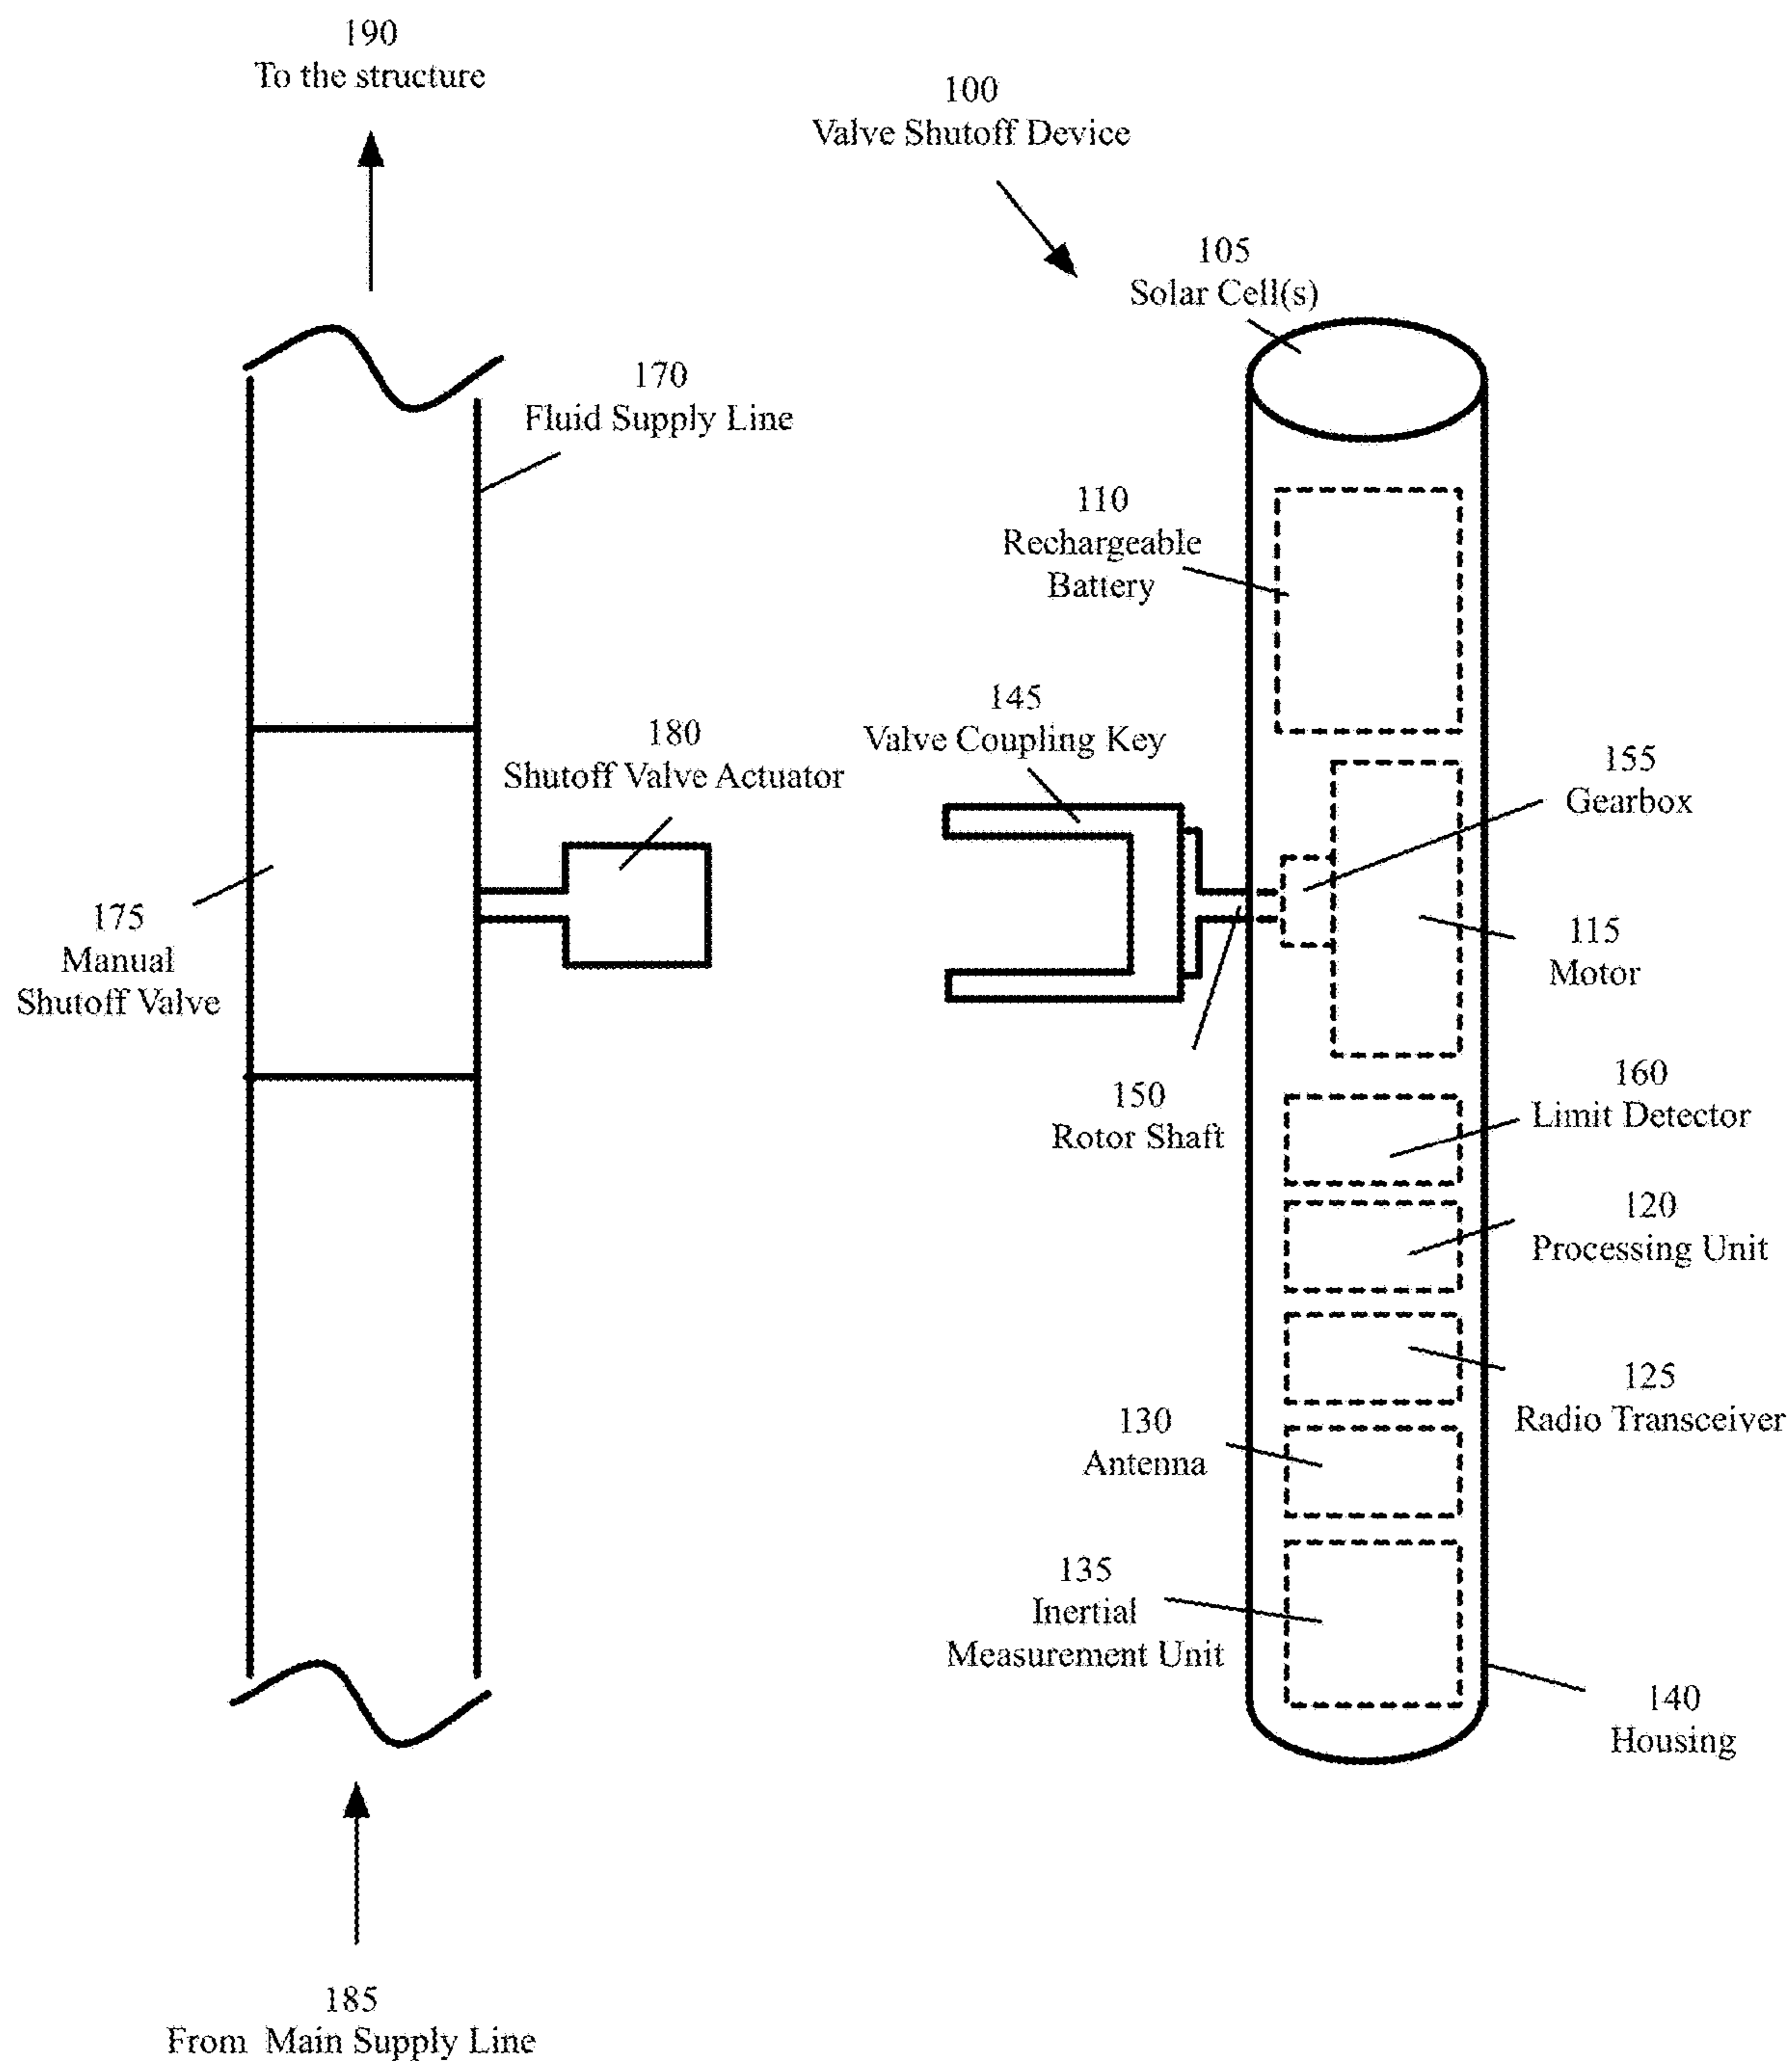 190
To the structure
100
Valve Shutoff Device
105
Solar Cell(s)
170
Fluid Supply Line
110
Rechargeable
Battery
145
Valve Coupling Key
180
Shutoff Valve Actuator
155
Gearbox
175
Manual
Shutoff Valve
115
Motor
150
Rotor Shaft
160
Limit Detector
120
Processing Unit
125
Radio Transceiver
130
Antenna
135
Inertial
Measurement Unit
140
Housing
185
From Main Supply Line